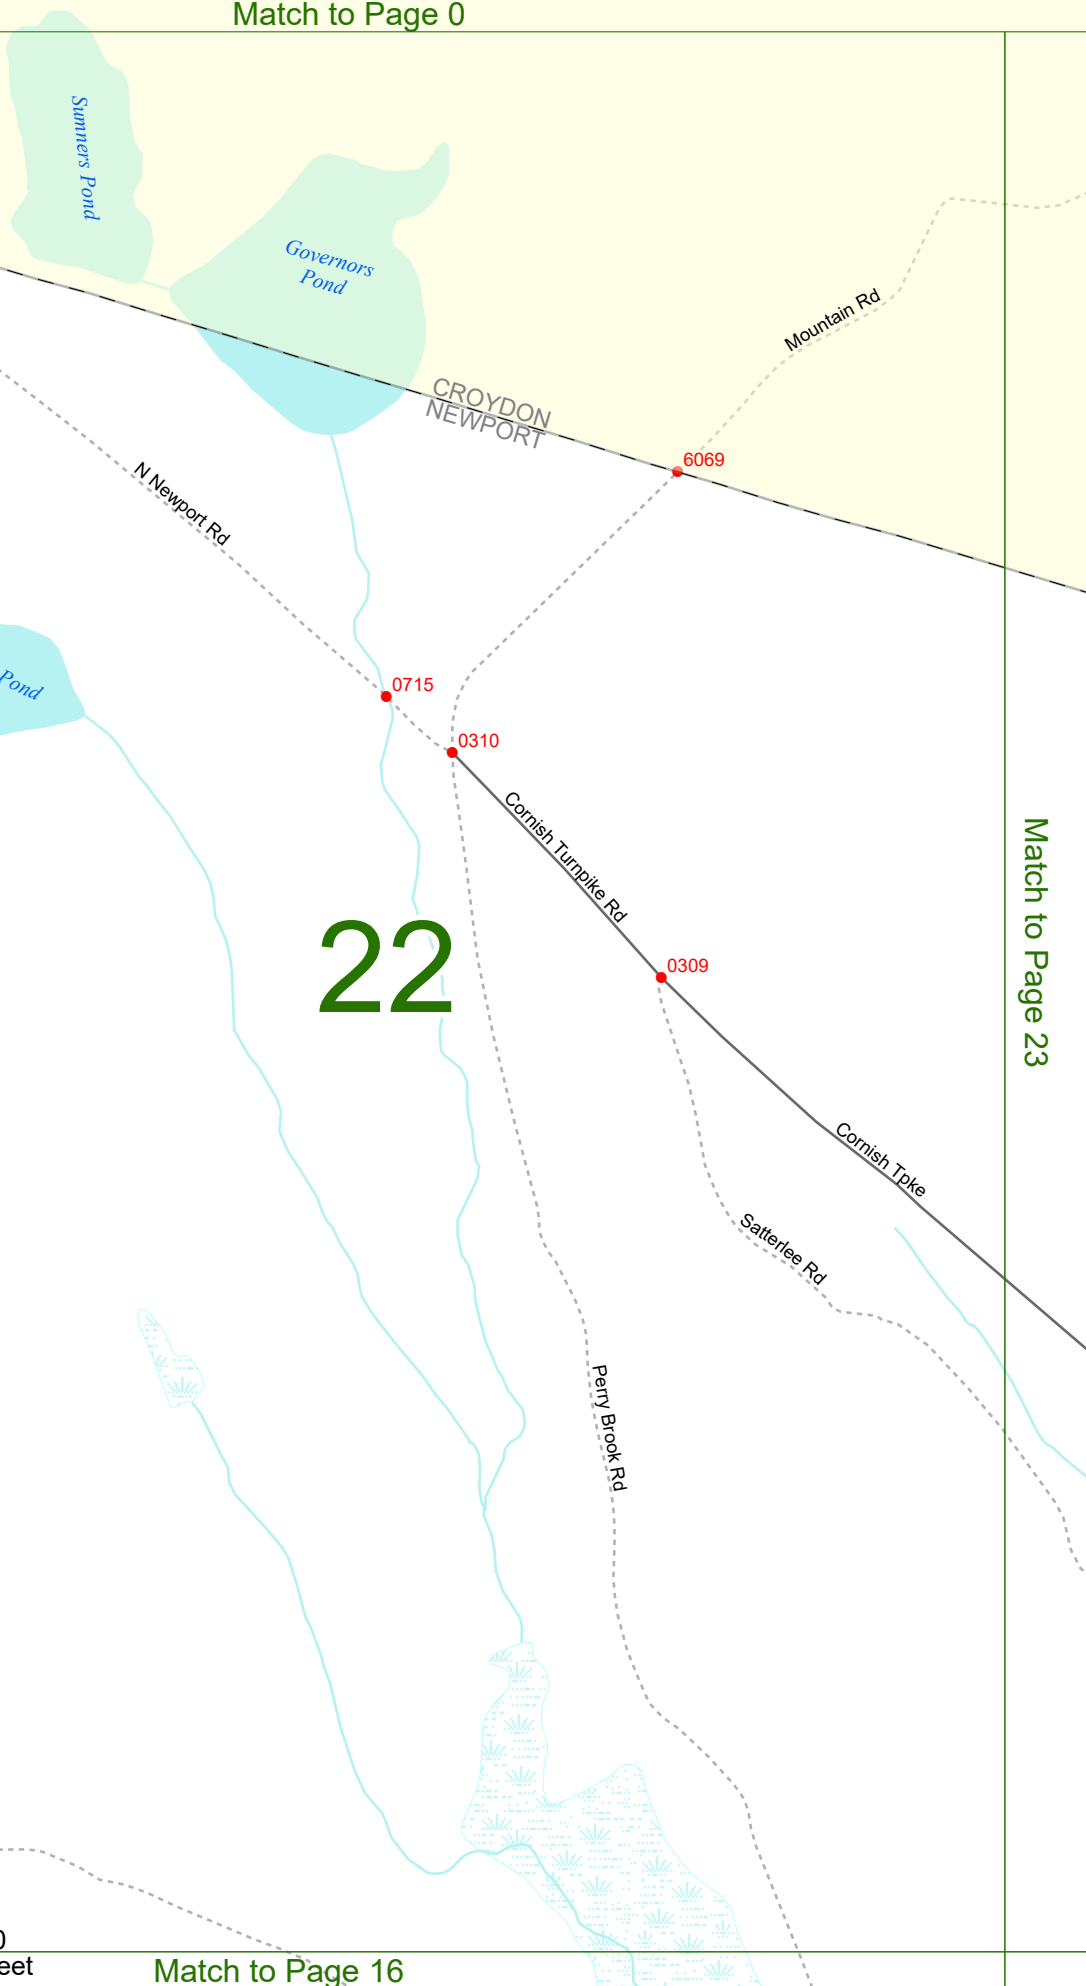 Match to Page 0
Sumners Pond
Governors
Pond
Mountain Rd
CROYDON
NEWPORT
6069
N Newport Rd
Pond
0715
0310
Cornish Turnpike Rd
Match to Page 23
22
0309
Cornish Tpke
Satterlee Rd
Perry Brook Rd
0
eet
Match to Page 16